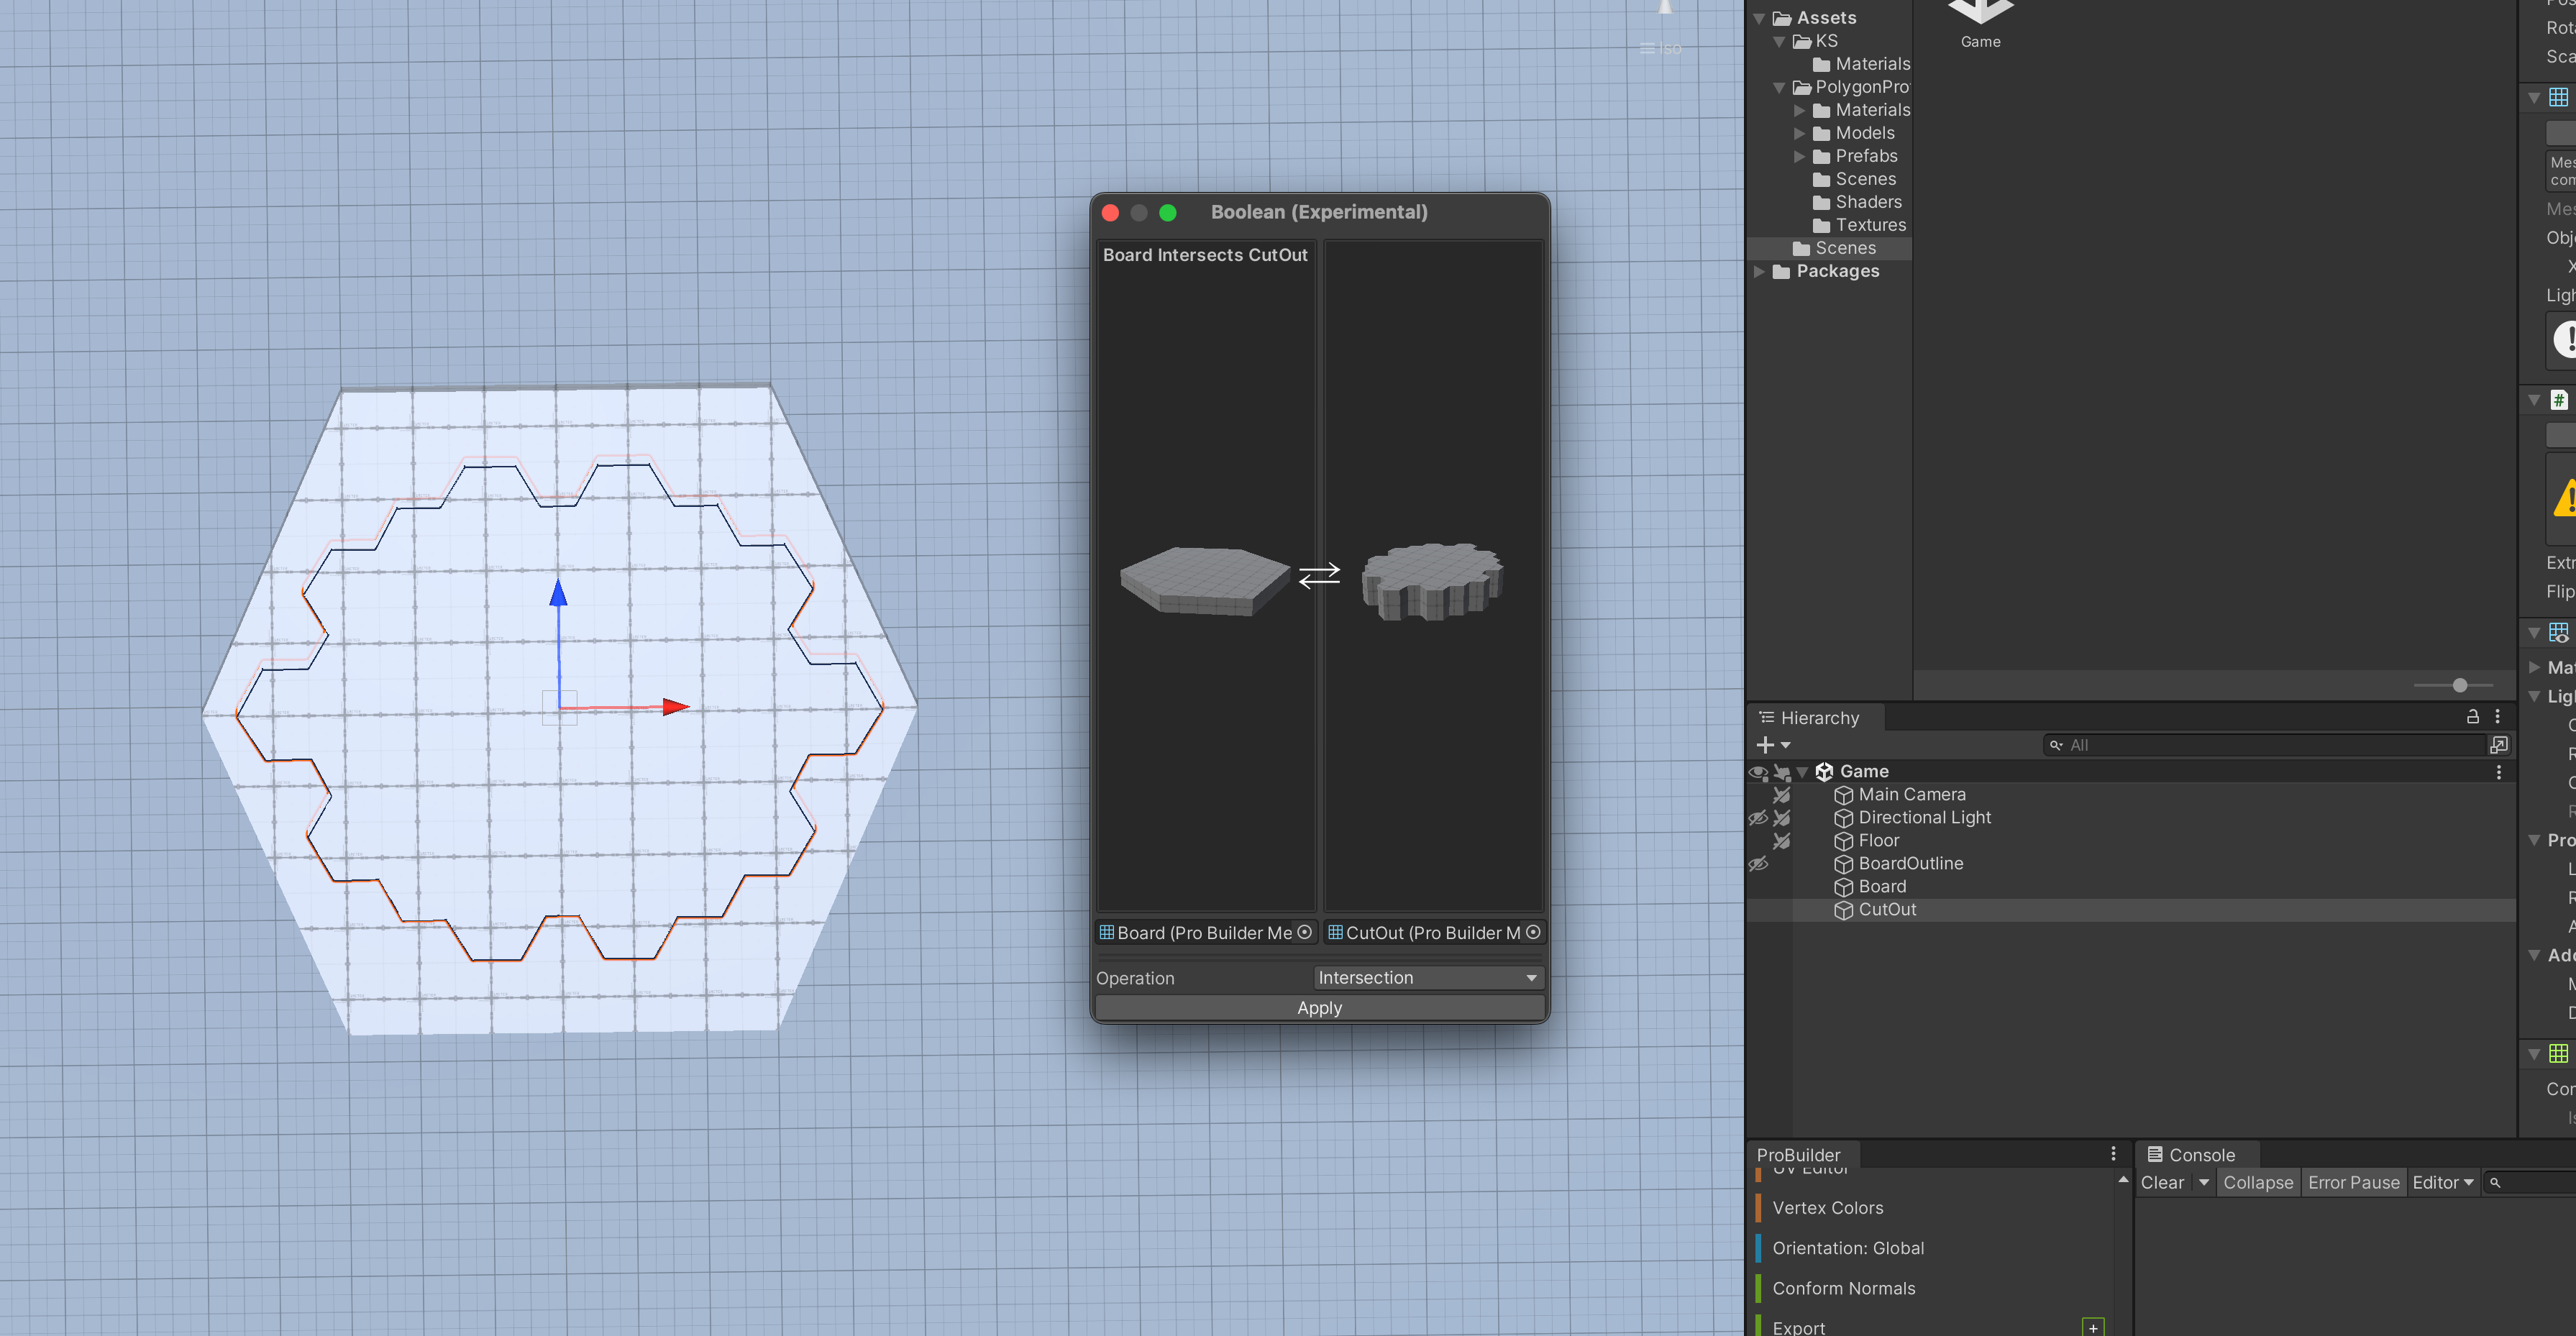 Iso
Boolean (Experimental)
Board Intersects CutOut
Board (Pro Builder Me
CutOut (Pro Builder M
Operation
Intersection
Apply
Assets
KS
Materials
PolygonPro
Materials
Models
Prefabs
Scenes
Shaders
Textures
Scenes
Packages
Game
Hierarchy
All
Game
Main Camera
Directional Light
Floor
BoardOutline
Board
CutOut
ProBuilder
UV Editor
Vertex Colors
Orientation: Global
Conform Normals
Export
Console
Clear
Collapse
Error Pause
Editor
Rot
Sca
Mes
com
Mes
Obj
X
Ligh
Extr
Flip
Mat
Lig
Pro
L
R
A
Add
M
D
Con
Is